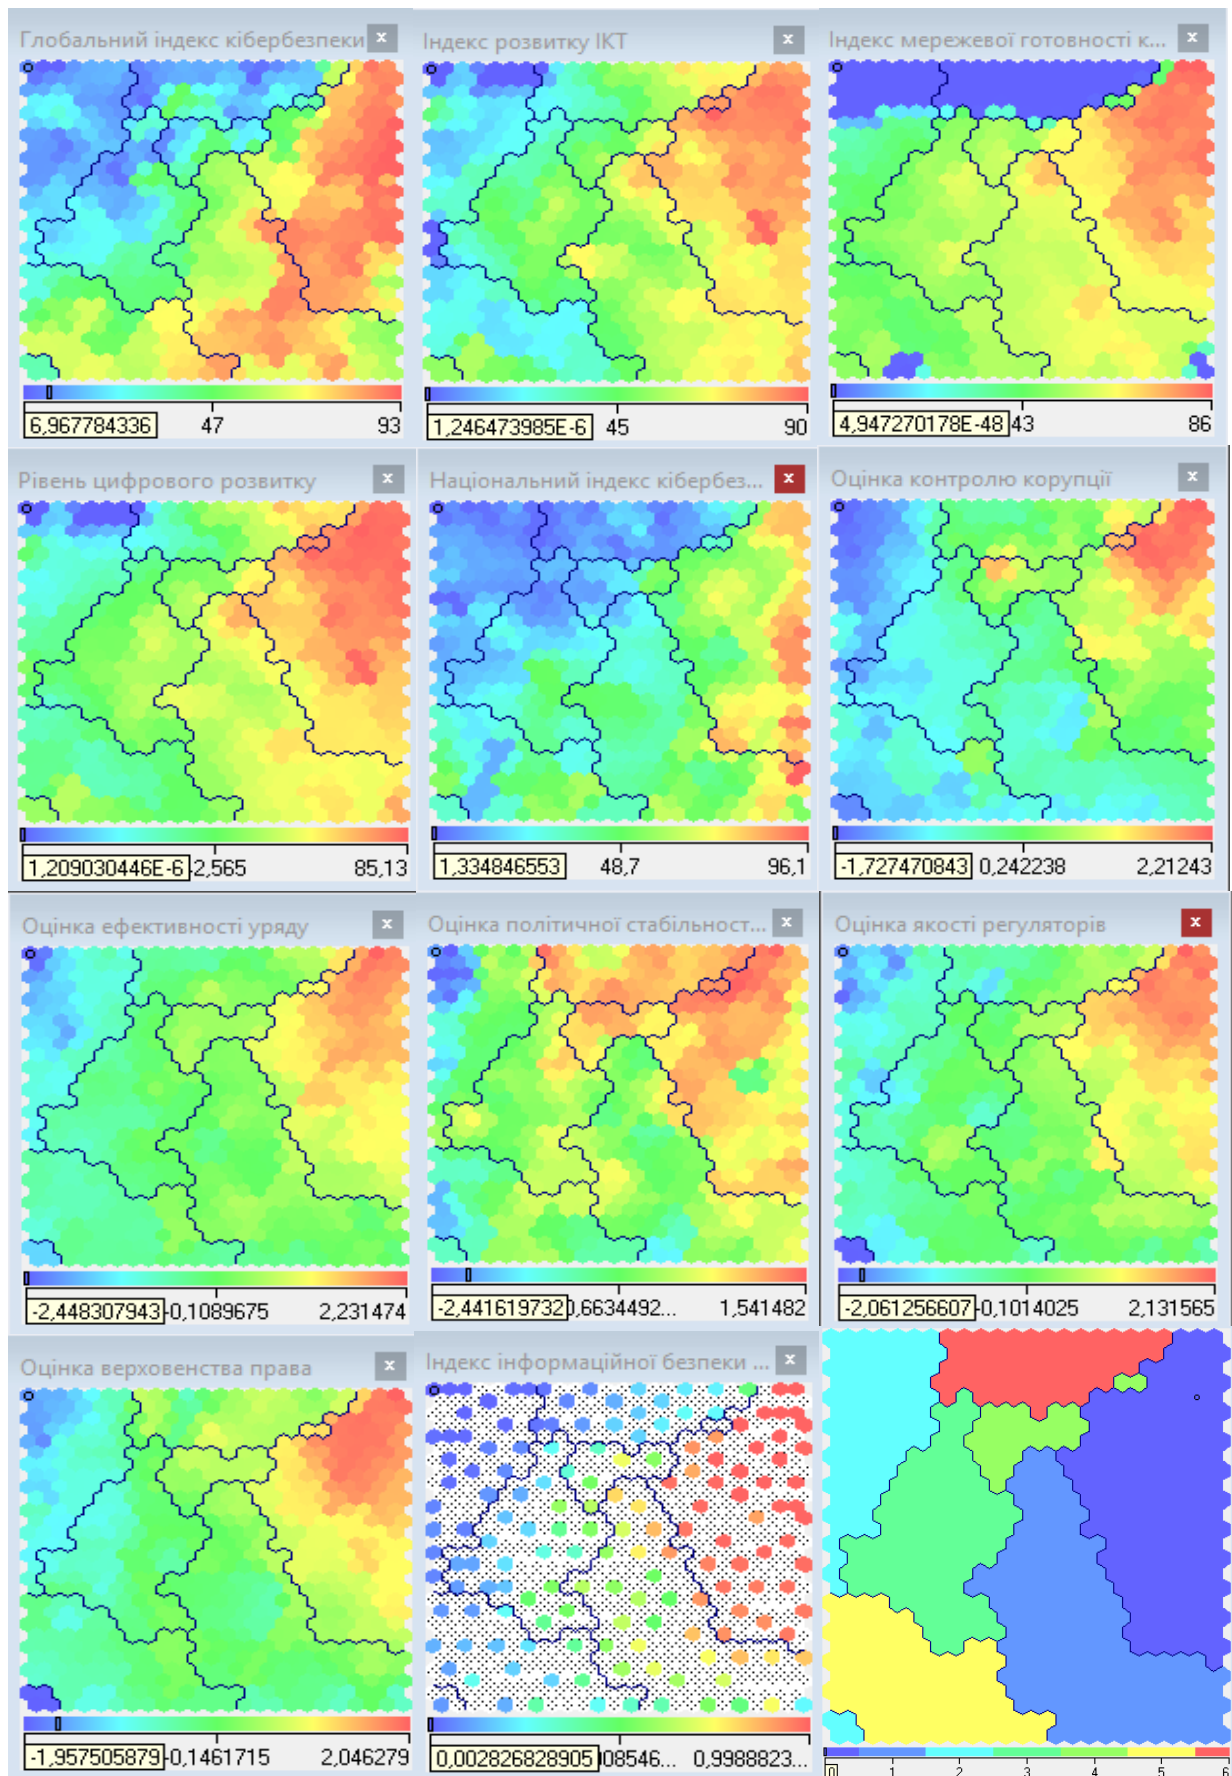 Глобальний індекс кібербезпеки x
Індекс розвитку ІКТ x
Індекс мережевої готовності к... x
6,967784336 47 93
1,246473985E-6 45 90
4,947270178E-48 43 86
Рівень цифрового розвитку x
Національний індекс кібербез... x
Оцінка контролю корупції x
1,209030446E-6 2,565 85,13
1,334846553 48,7 96,1
-1,727470843 0,242238 2,21243
Оцінка ефективності уряду x
Оцінка політичної стабільност... x
Оцінка якості регуляторів x
-2,448307943 -0,1089675 2,231474
-2,441619732 0,6634492... 1,541482
-2,061256607 -0,1014025 2,131565
Оцінка верховенства права x
Індекс інформаційної безпеки ... x
-1,957505879 -0,1461715 2,046279
0,002826828905 08546... 0,9988823...
0 1 2 3 4 5 6